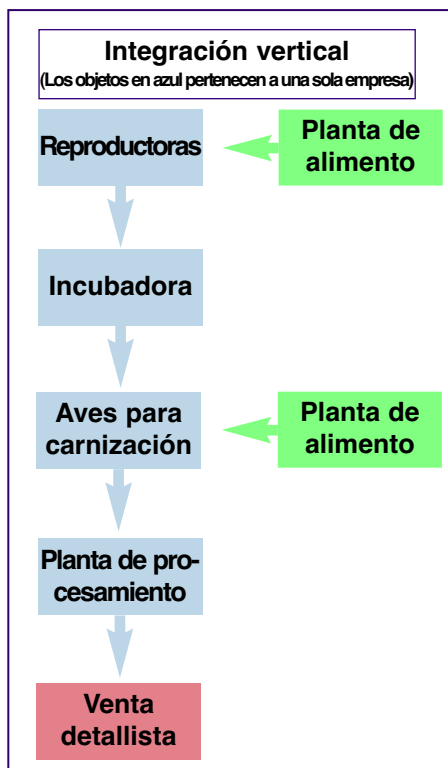 Integración vertical
(Los objetos en azul pertenecen a una sola empresa)
Reproductoras
Planta de
alimento
Incubadora
Aves para
carnización
Planta de
alimento
Planta de pro-
cesamiento
Venta
detallista